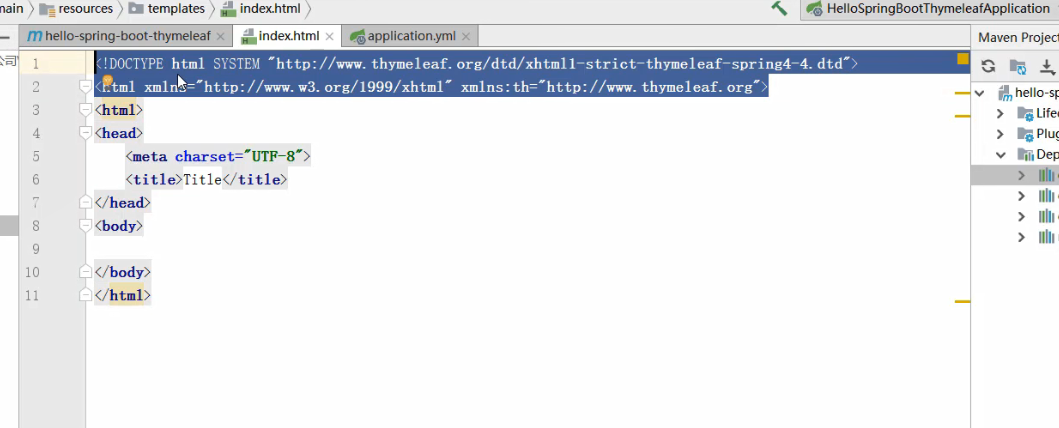 main resources templates index.html HelloSpringBootThymeleafApplication
hello-spring-boot-thymeleaf index.html application.yml Maven Project
公司
1 <!DOCTYPE html SYSTEM "http://www.thymeleaf.org/dtd/xhtml1-strict-thymeleaf-spring4-4.dtd">
2 <html xmlns="http://www.w3.org/1999/xhtml" xmlns:th="http://www.thymeleaf.org">
hello-sp
3 <html>
Lifec
4 <head>
Plug
5 <meta charset="UTF-8">
Dep
6 <title>Title</title>
7 </head>
8 <body>
9
10 </body>
11 </html>